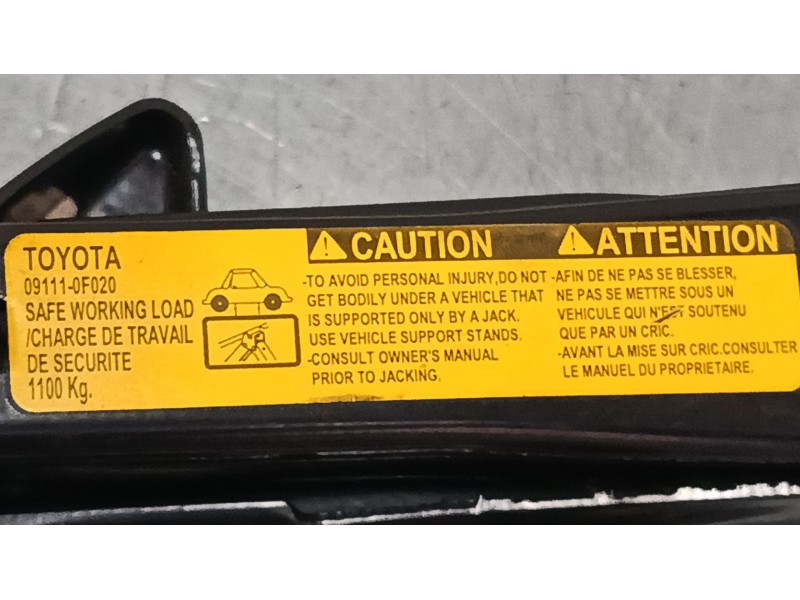 TOYOTA
09111-0F020
SAFE WORKING LOAD
/CHARGE DE TRAVAIL
DE SECURITE
1100 Kg.
CAUTION
-TO AVOID PERSONAL INJURY,DO NOT
GET BODILY UNDER A VEHICLE THAT
IS SUPPORTED ONLY BY A JACK.
USE VEHICLE SUPPORT STANDS.
-CONSULT OWNER'S MANUAL
PRIOR TO JACKING.
ATTENTION
-AFIN DE NE PAS SE BLESSER,
NE PAS SE METTRE SOUS UN
VEHICULE QUI N'EST SOUTENU
QUE PAR UN CRIC.
-AVANT LA MISE SUR CRIC.CONSULTER
LE MANUEL DU PROPRIETAIRE.